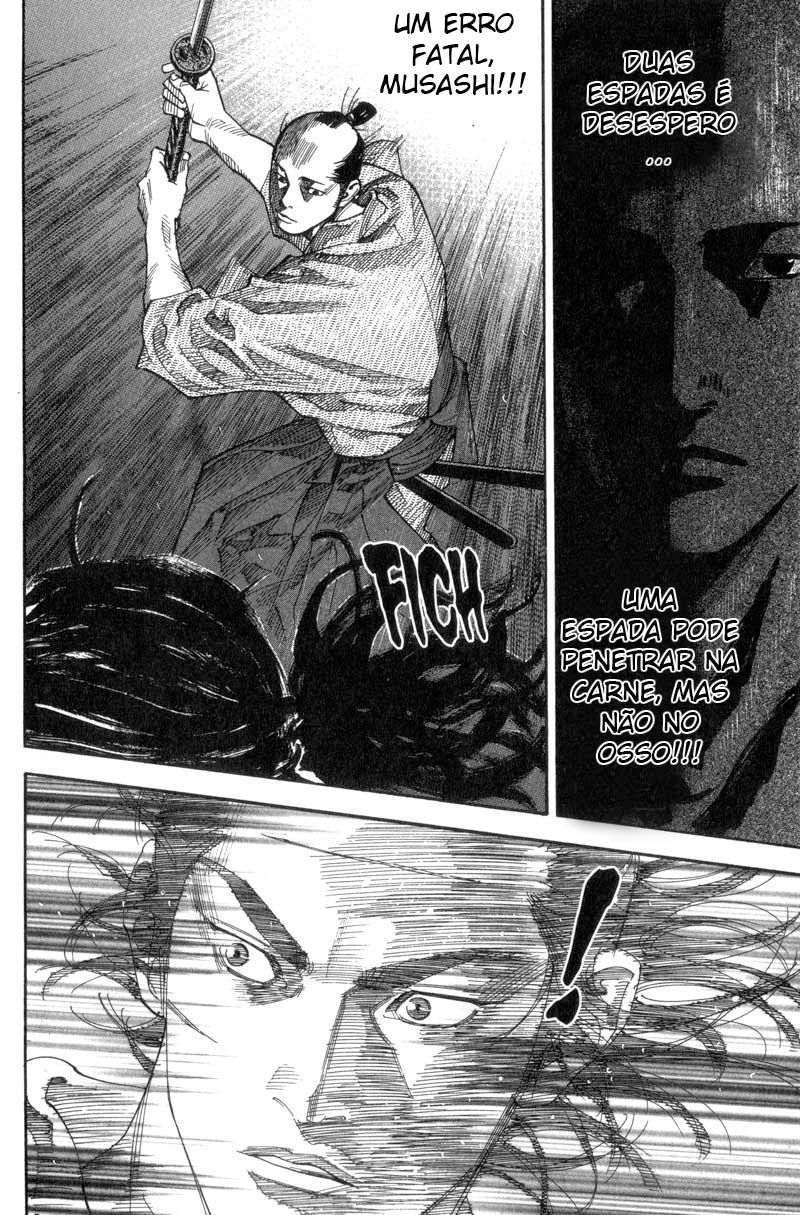 DUAS
ESPADAS É
DESESPERO
...
UMA
ESPADA PODE
PENETRAR NA
CARNE, MAS
NÃO NO
OSSO!!!
UM ERRO
FATAL,
MUSASHI!!!
FICH
!